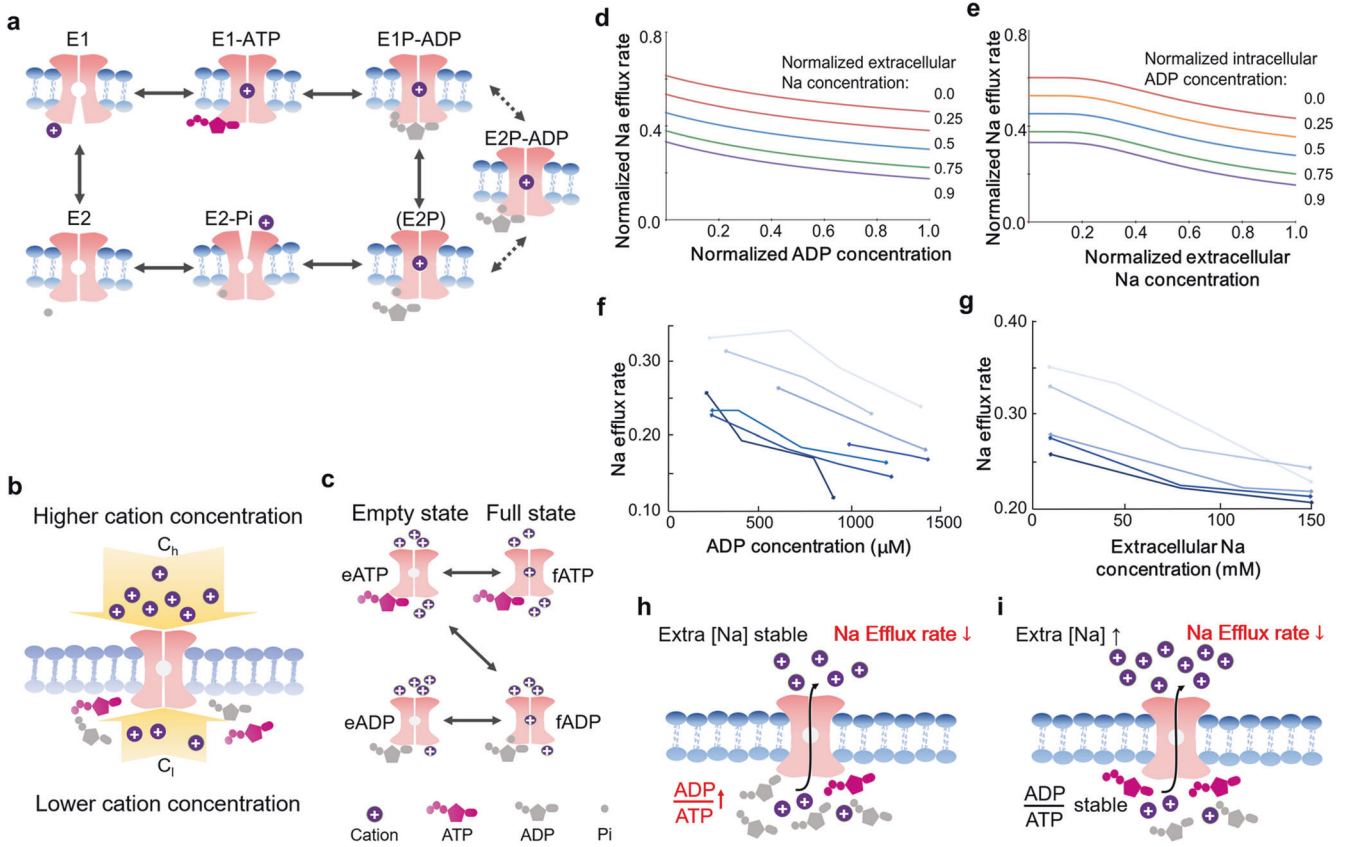 a
E1
E1-ATP
E1P-ADP
E2P-ADP
E2
E2-Pi
(E2P)
b
Higher cation concentration
Ch
Cl
Lower cation concentration
c
Empty state
Full state
eATP
fATP
eADP
fADP
Cation
ATP
ADP
Pi
d
Normalized Na efflux rate
0.8
0.4
0.0
0.2
0.4
0.6
0.8
1.0
Normalized ADP concentration
Normalized extracellular
Na concentration:
0.0
0.25
0.5
0.75
0.9
e
Normalized Na efflux rate
0.8
0.4
0.0
0.2
0.4
0.6
0.8
1.0
Normalized extracellular
Na concentration
Normalized intracellular
ADP concentration:
0.0
0.25
0.5
0.75
0.9
f
Na efflux rate
0.30
0.20
0.10
0
500
1000
1500
ADP concentration (μM)
g
Na efflux rate
0.40
0.30
0.20
0
50
100
150
Extracellular Na
concentration (mM)
h
Extra [Na] stable
Na Efflux rate ↓
ADP
ATP
↑
i
Extra [Na] ↑
Na Efflux rate ↓
ADP
ATP
stable